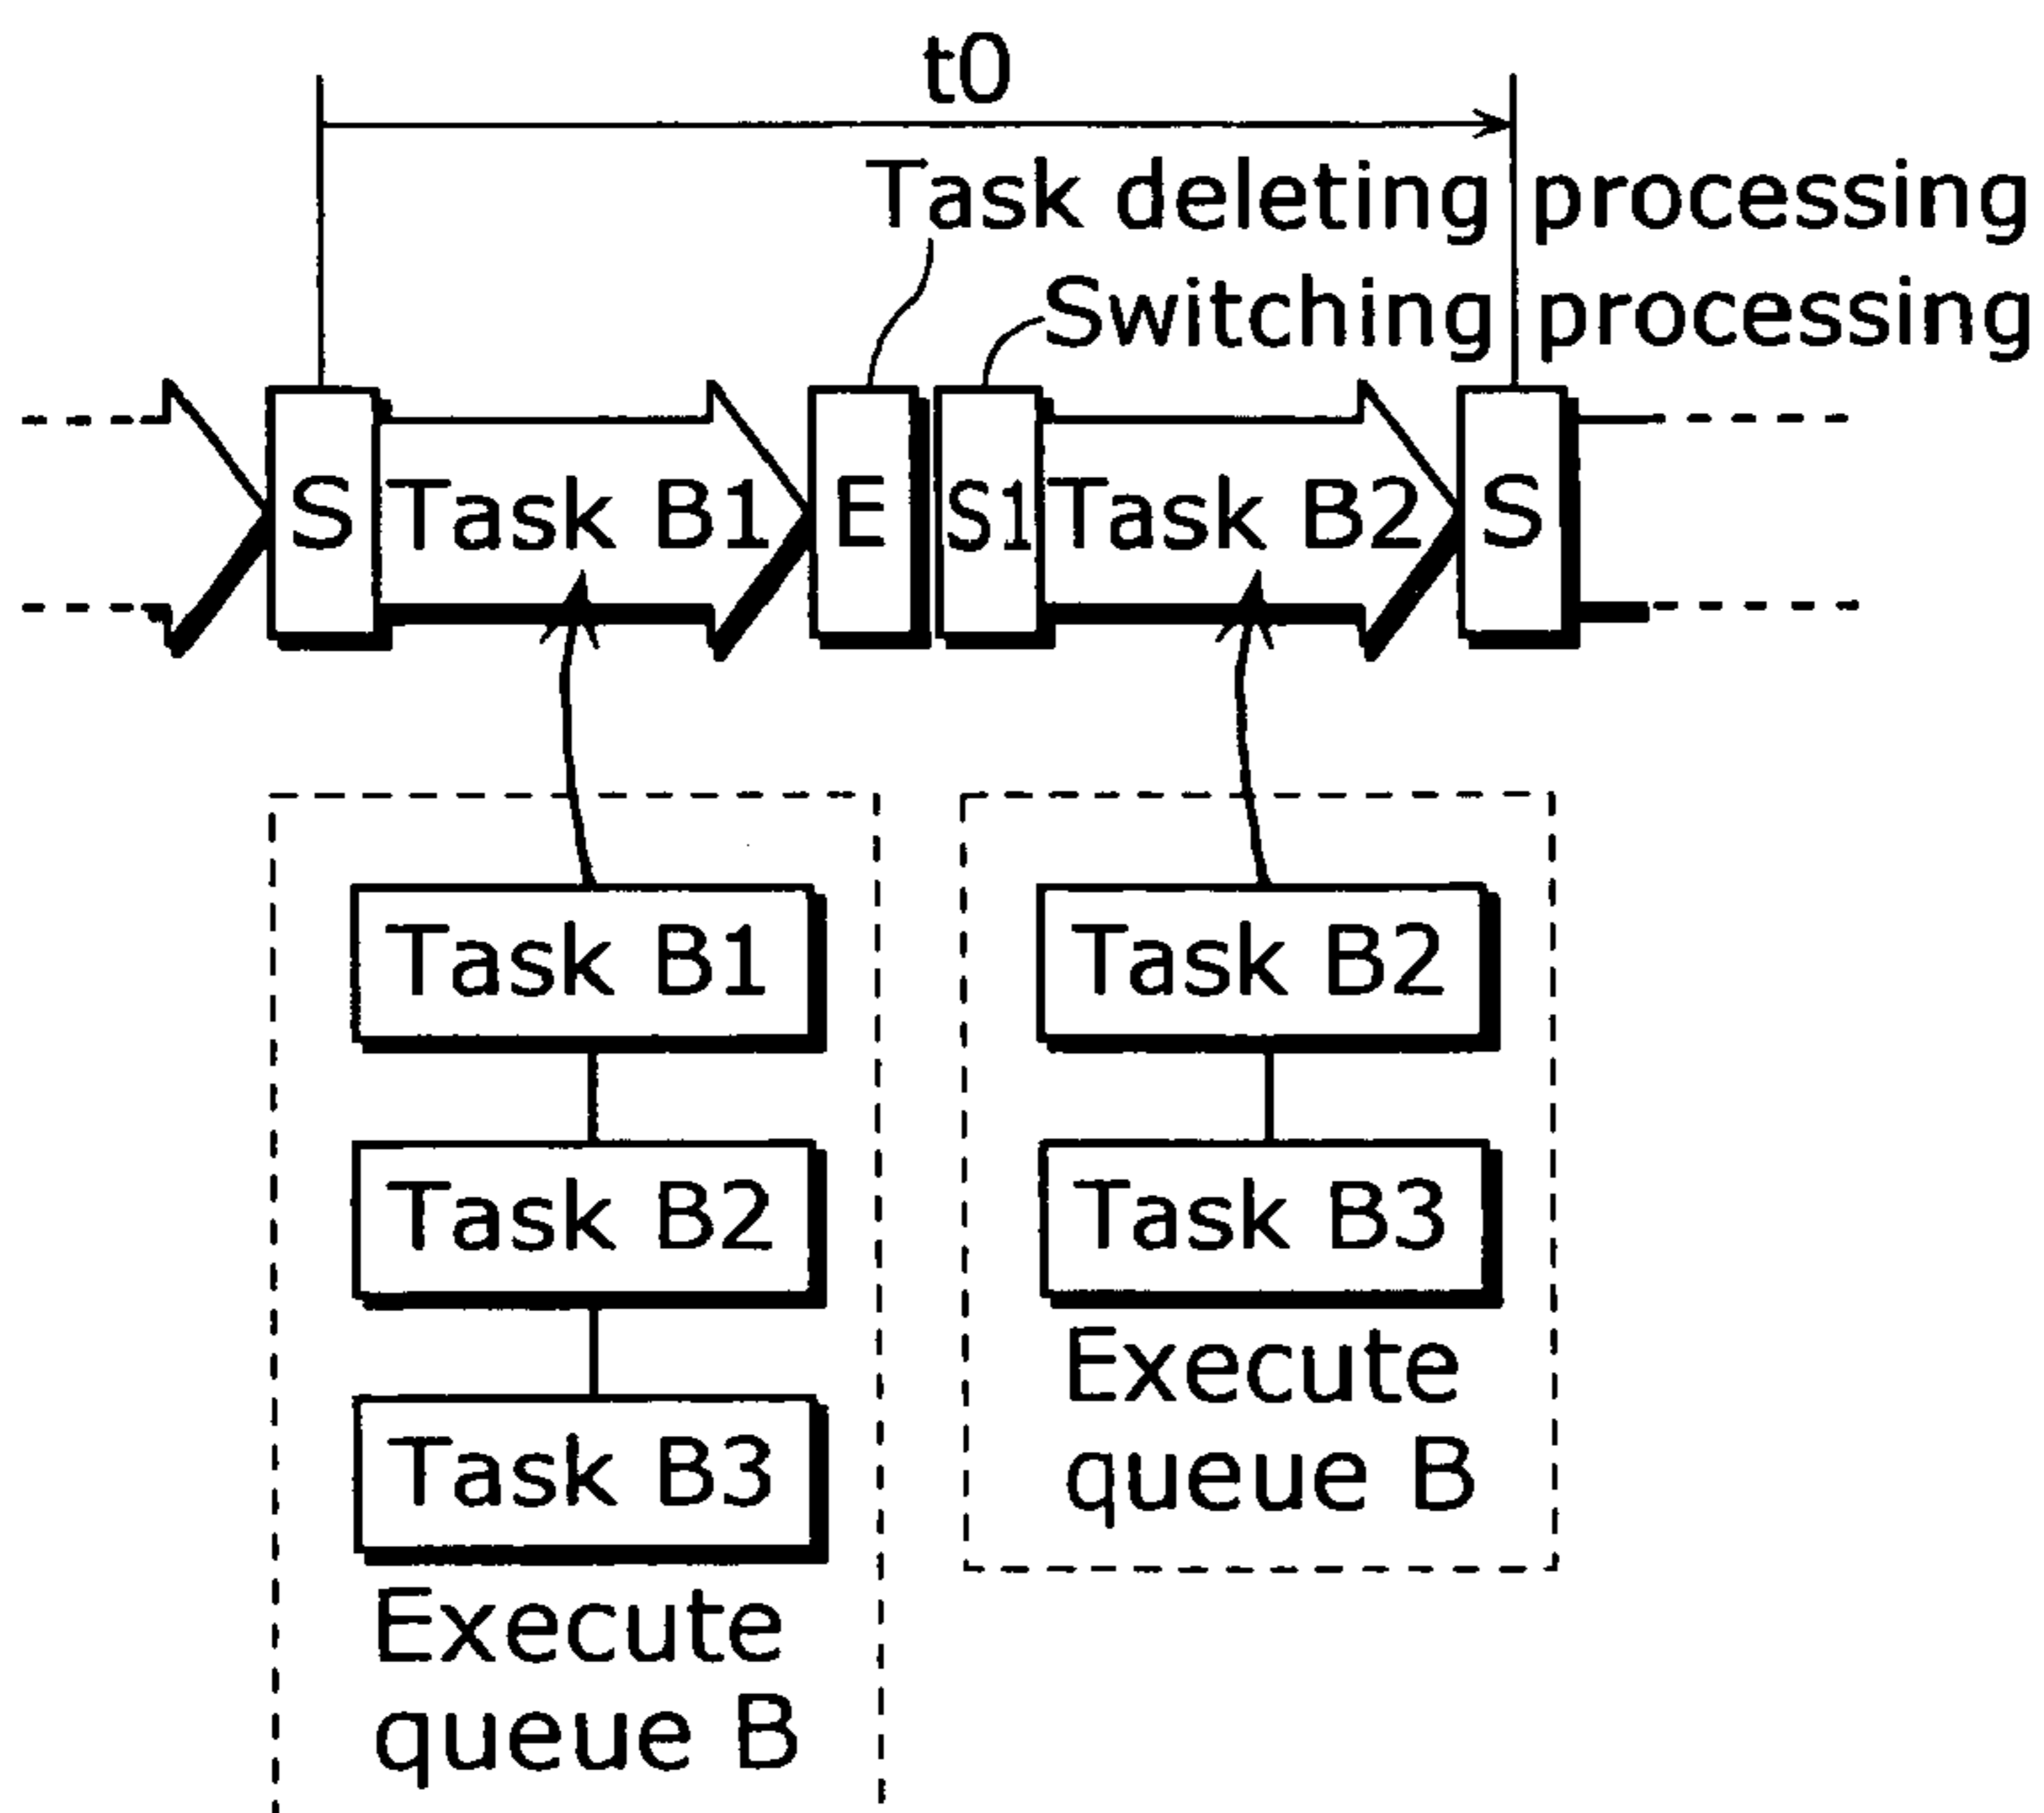 t0
Task deleting processing
Switching processing
S Task B1 E S1 Task B2 S
Task B1
Task B2
Task B3
Execute
queue B
Task B2
Task B3
Execute
queue B